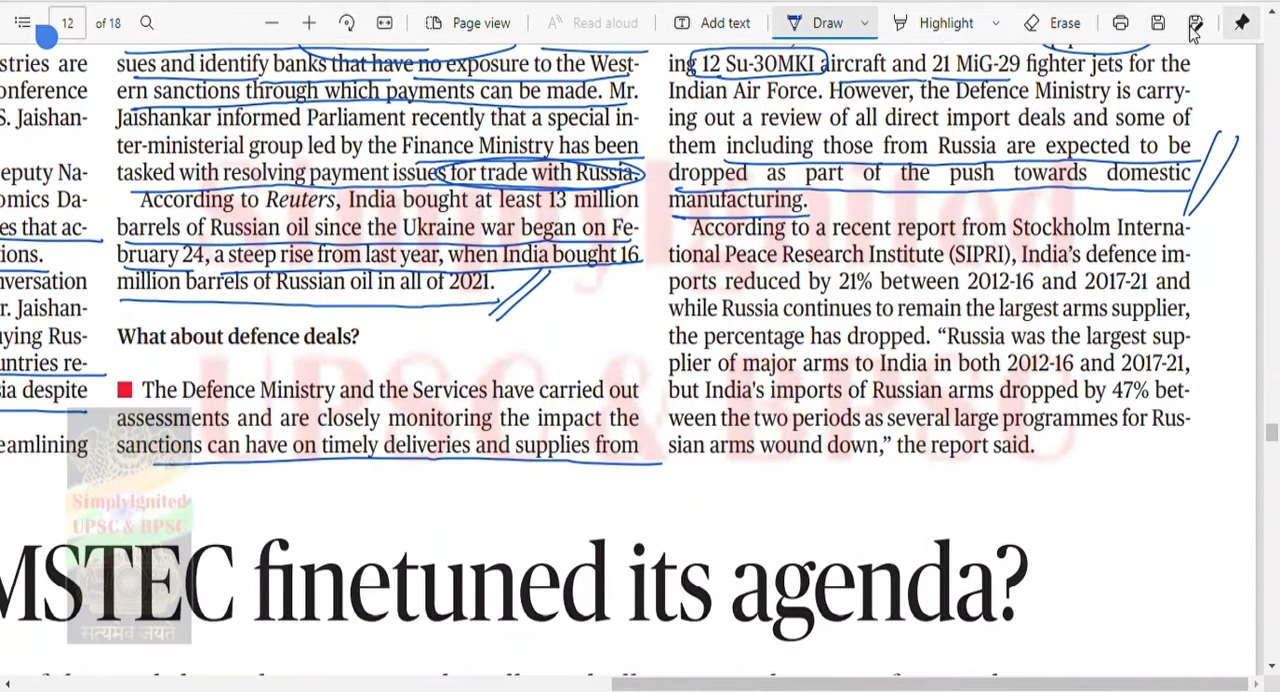 12 of 18 Page view Read aloud Add text Draw Highlight Erase
stries are
onference
S. Jaishan-
eputy Na-
omics Da-
es that ac-
ions.
nversation
r. Jaishan-
uying Rus-
untries re-
ia despite
eamlining
sues and identify banks that have no exposure to the West-
ern sanctions through which payments can be made. Mr.
Jaishankar informed Parliament recently that a special in-
ter-ministerial group led by the Finance Ministry has been
tasked with resolving payment issues for trade with Russia.
According to Reuters, India bought at least 13 million
barrels of Russian oil since the Ukraine war began on Fe-
bruary 24, a steep rise from last year, when India bought 16
million barrels of Russian oil in all of 2021.
What about defence deals?
The Defence Ministry and the Services have carried out
assessments and are closely monitoring the impact the
sanctions can have on timely deliveries and supplies from
ing 12 Su-30MKI aircraft and 21 MiG-29 fighter jets for the
Indian Air Force. However, the Defence Ministry is carry-
ing out a review of all direct import deals and some of
them including those from Russia are expected to be
dropped as part of the push towards domestic
manufacturing.
According to a recent report from Stockholm Interna-
tional Peace Research Institute (SIPRI), India's defence im-
ports reduced by 21% between 2012-16 and 2017-21 and
while Russia continues to remain the largest arms supplier,
the percentage has dropped. “Russia was the largest sup-
plier of major arms to India in both 2012-16 and 2017-21,
but India's imports of Russian arms dropped by 47% bet-
ween the two periods as several large programmes for Rus-
sian arms wound down,” the report said.
SimplyIgnited
UPSC & BPSC
SimplyIgnited
UPSC & BPSC
सत्यमेव जयते
MSTEC finetuned its agenda?